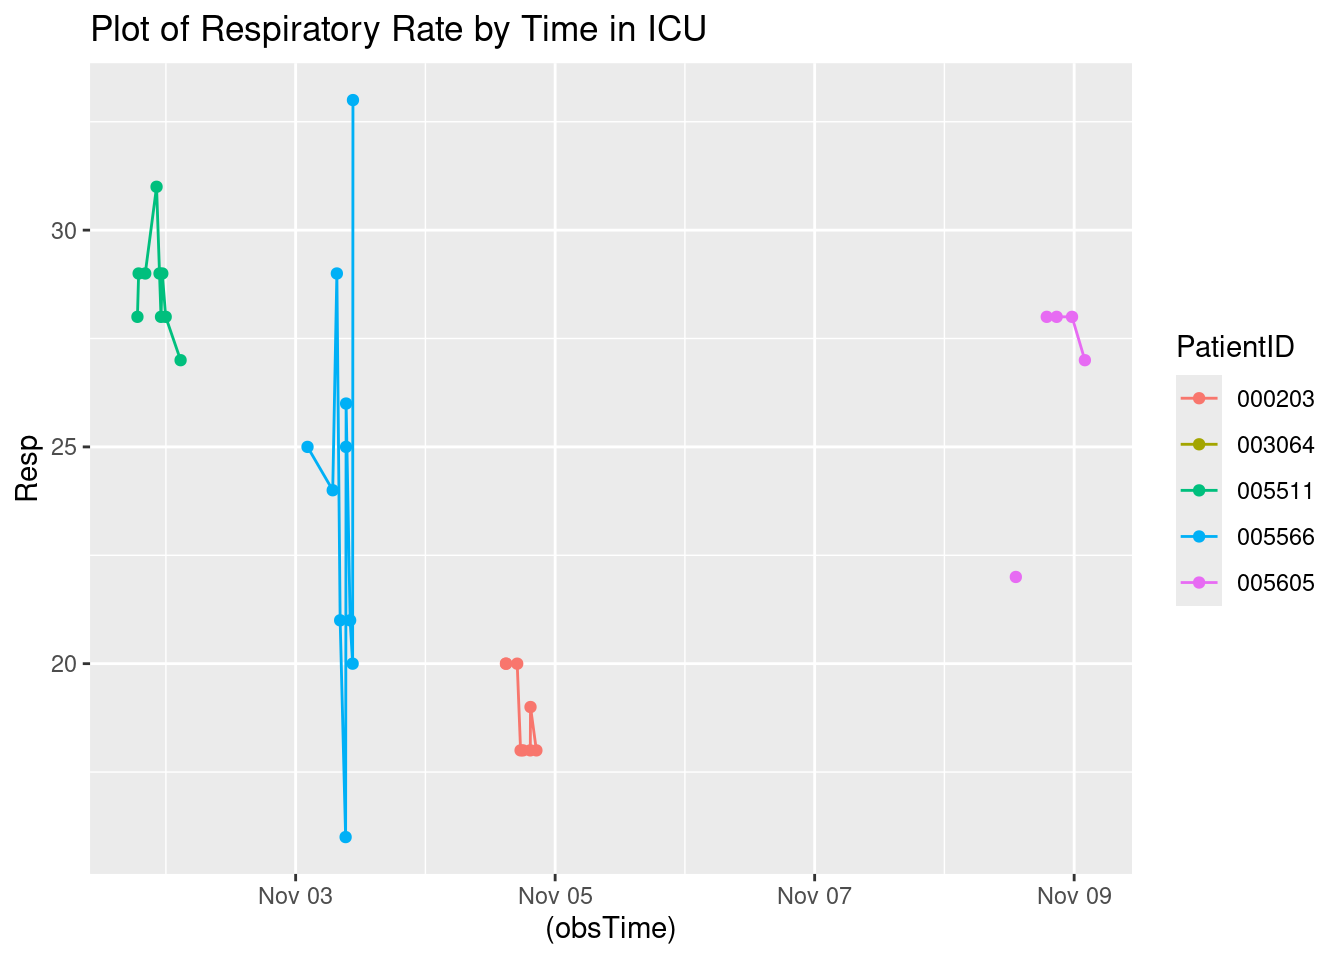 Plot of Respiratory Rate by Time in ICU
30
25
20
Resp
Nov 03
Nov 05
Nov 07
Nov 09
(obsTime)
PatientID
000203
003064
005511
005566
005605